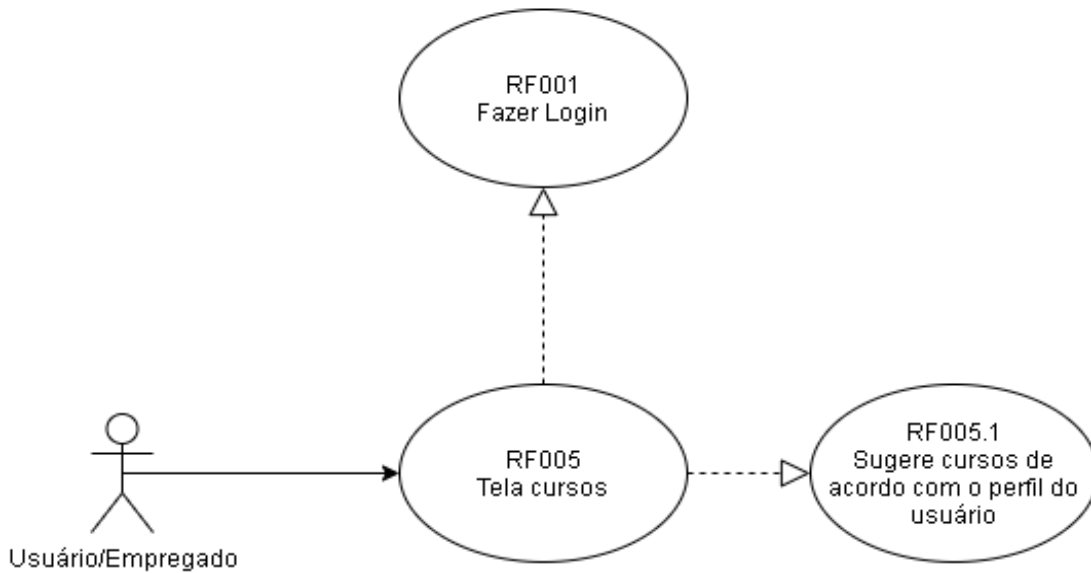 RF001
Fazer Login
RF005
Tela cursos
RF005.1
Sugere cursos de
acordo com o perfil do
usuário
Usuário/Empregado